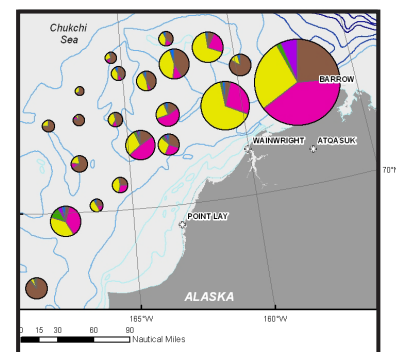 Chukchi
Sea
BARROW
WAINWRIGHT
ATQASUK
70°
POINT LAY
ALASKA
165°W
160°W
0 15 30 60 90
Nautical Miles